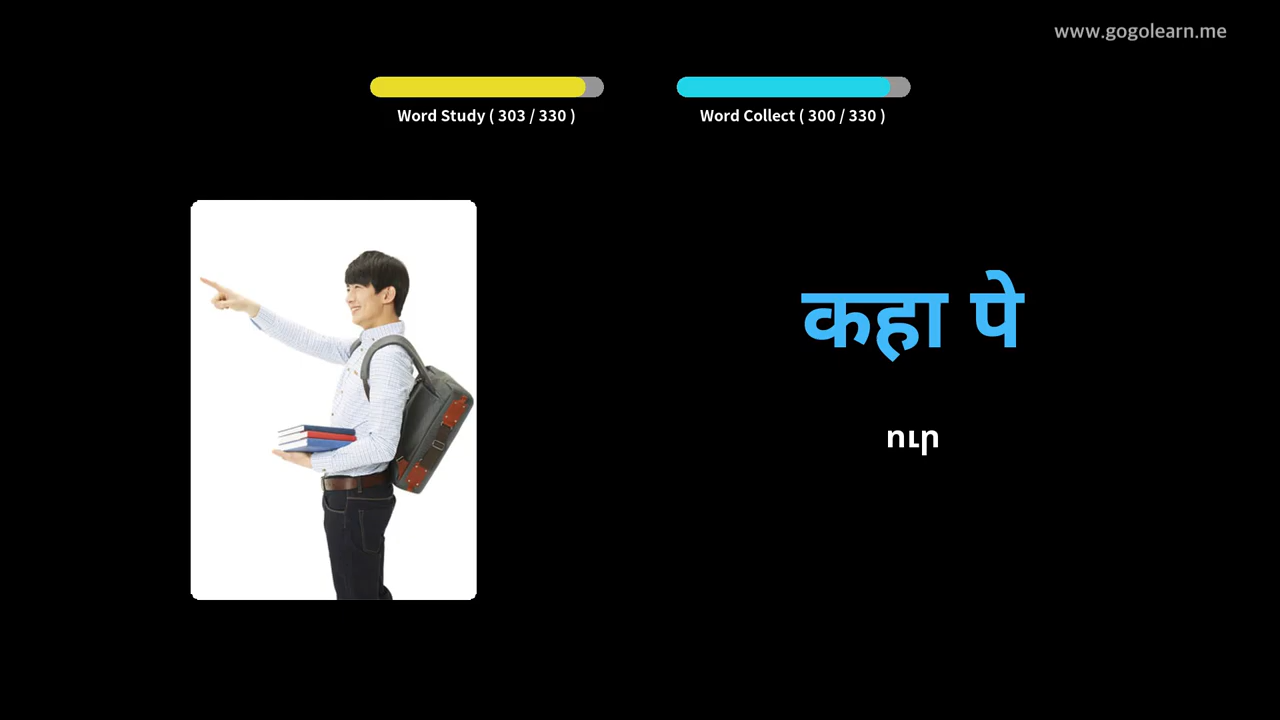 www.gogolearn.me
Word Study ( 303 / 330 )
Word Collect ( 300 / 330 )
कहा पे
ուր